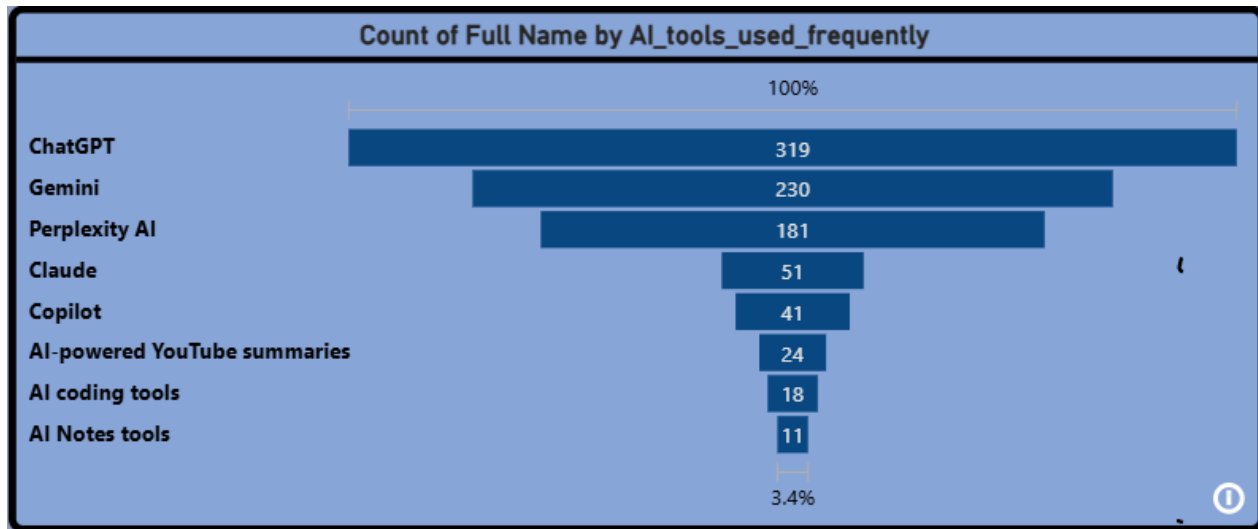 Count of Full Name by AI_tools_used_frequently
100%
ChatGPT 319
Gemini 230
Perplexity AI 181
Claude 51
Copilot 41
AI-powered YouTube summaries 24
AI coding tools 18
AI Notes tools 11
3.4%